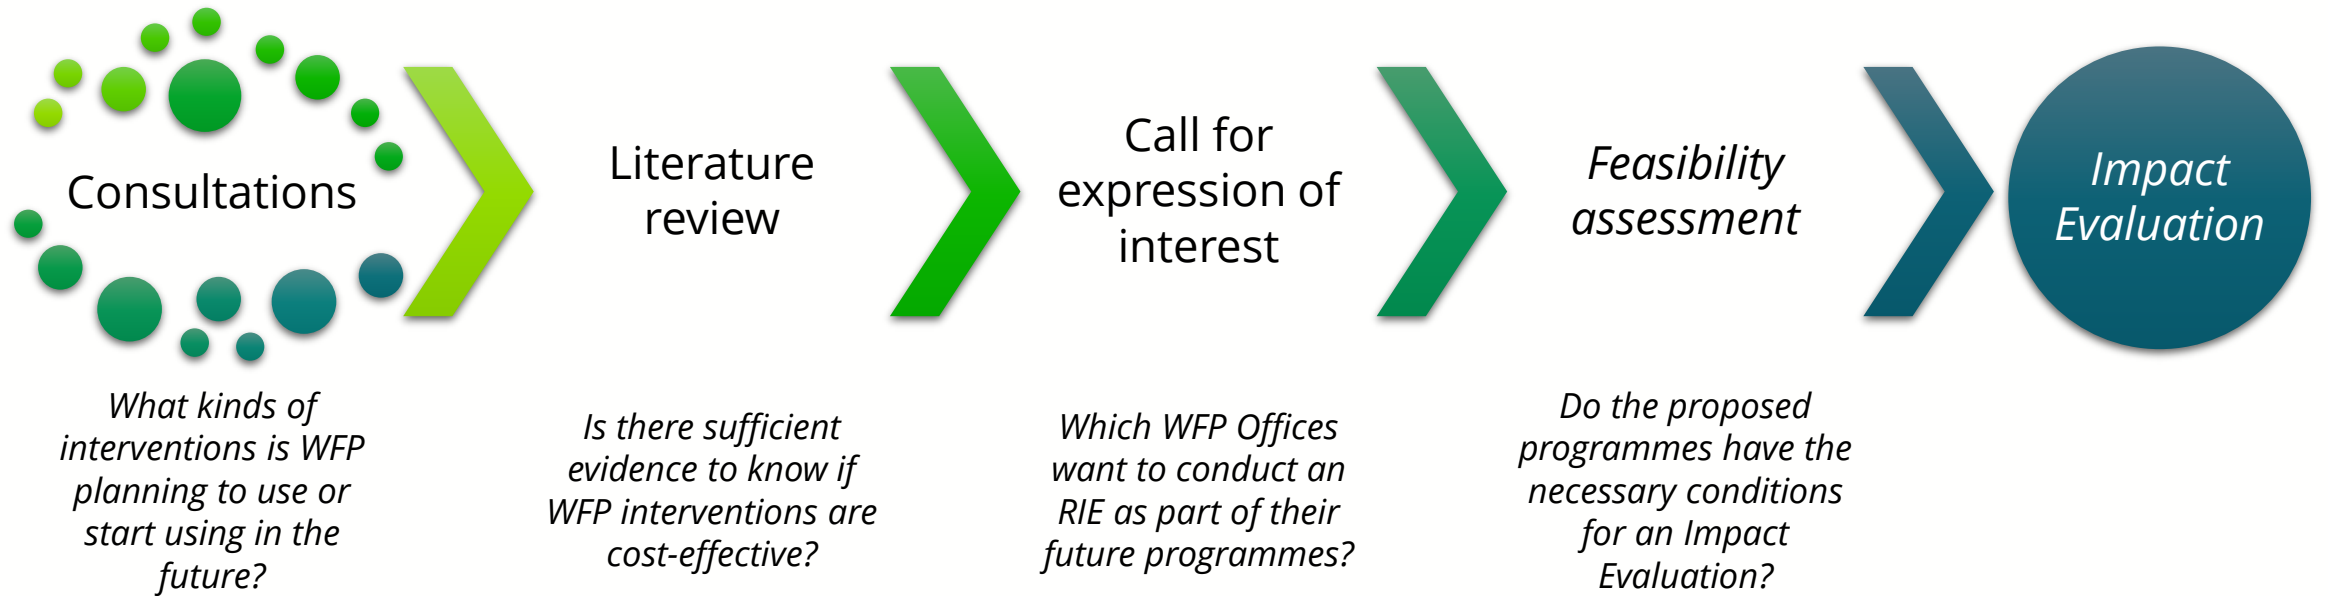 Consultations
Literature
review
Call for
expression of
interest
Feasibility
assessment
Impact
Evaluation
What kinds of
interventions is WFP
planning to use or
start using in the
future?
Is there sufficient
evidence to know if
WFP interventions are
cost-effective?
Which WFP Offices
want to conduct an
RIE as part of their
future programmes?
Do the proposed
programmes have the
necessary conditions
for an Impact
Evaluation?